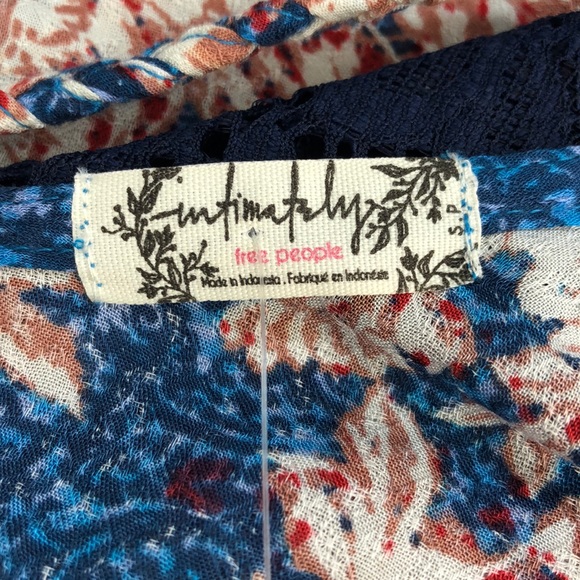 intimately
free people
Made in Indonesia . Fabriqué en Indonésie
S P